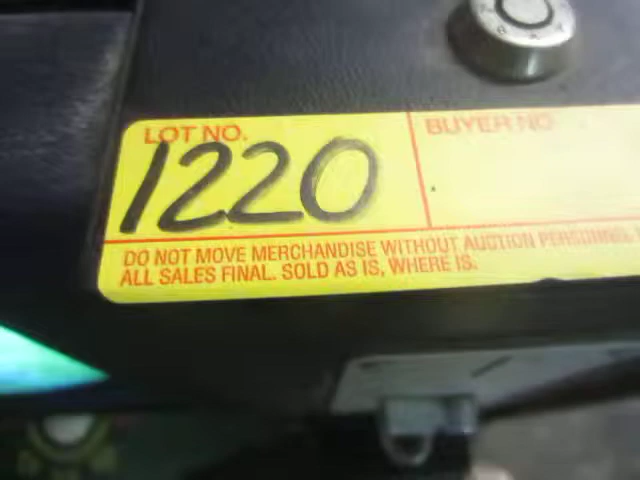 LOT NO.
BUYER NO
1220
DO NOT MOVE MERCHANDISE WITHOUT AUCTION PERSONNEL
ALL SALES FINAL. SOLD AS IS, WHERE IS.